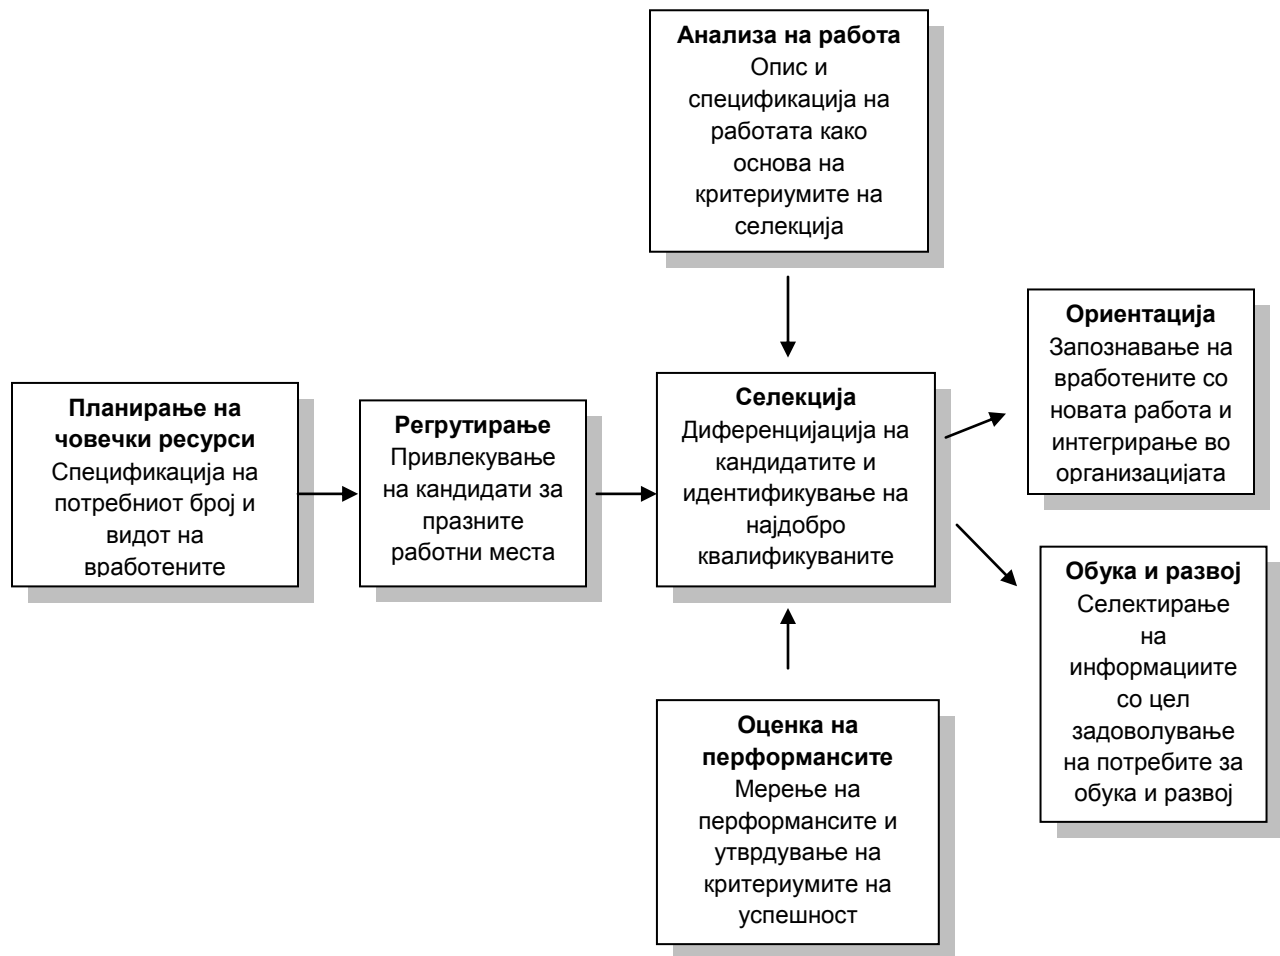 Анализа на работа
Опис и
спецификација на
работата како
основа на
критериумите на
селекција
Планирање на
човечки ресурси
Спецификација на
потребниот број и
видот на
вработените
Регрутирање
Привлекување
на кандидати за
празните
работни места
Селекција
Диференцијација на
кандидатите и
идентификување на
најдобро
квалификуваните
Ориентација
Запознавање на
вработените со
новата работа и
интегрирање во
организацијата
Обука и развој
Селектирање
на
информациите
со цел
задоволување
на потребите за
обука и развој
Оценка на
перформансите
Мерење на
перформансите и
утврдување на
критериумите на
успешност